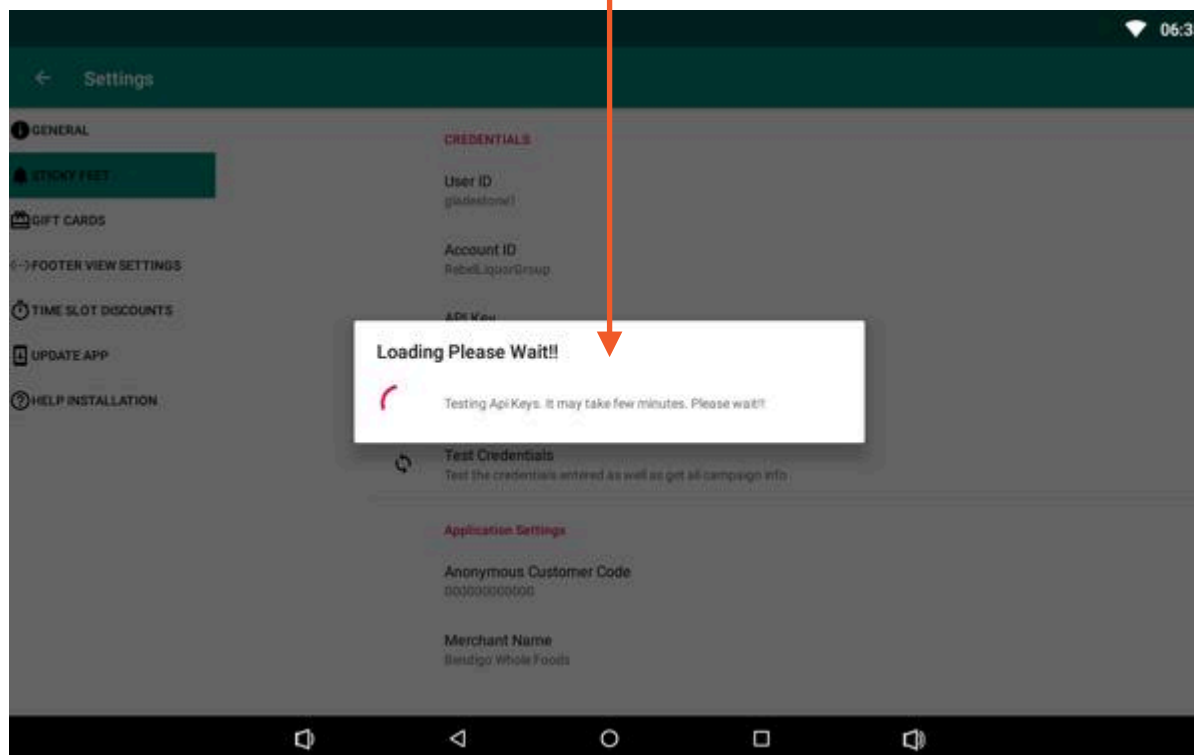 06:3
Settings
GENERAL
STICKY FEET
GIFT CARDS
FOOTER VIEW SETTINGS
TIME SLOT DISCOUNTS
UPDATE APP
HELP INSTALLATION
CREDENTIALS
User ID
gladestone1
Account ID
RebelLiquorGroup
API Key
Loading Please Wait!!
Testing Api Keys. It may take few minutes. Please wait!!
Test Credentials
Test the credentials entered as well as get all campaign info
Application Settings
Anonymous Customer Code
000000000000
Merchant Name
Bendigo Whole Foods